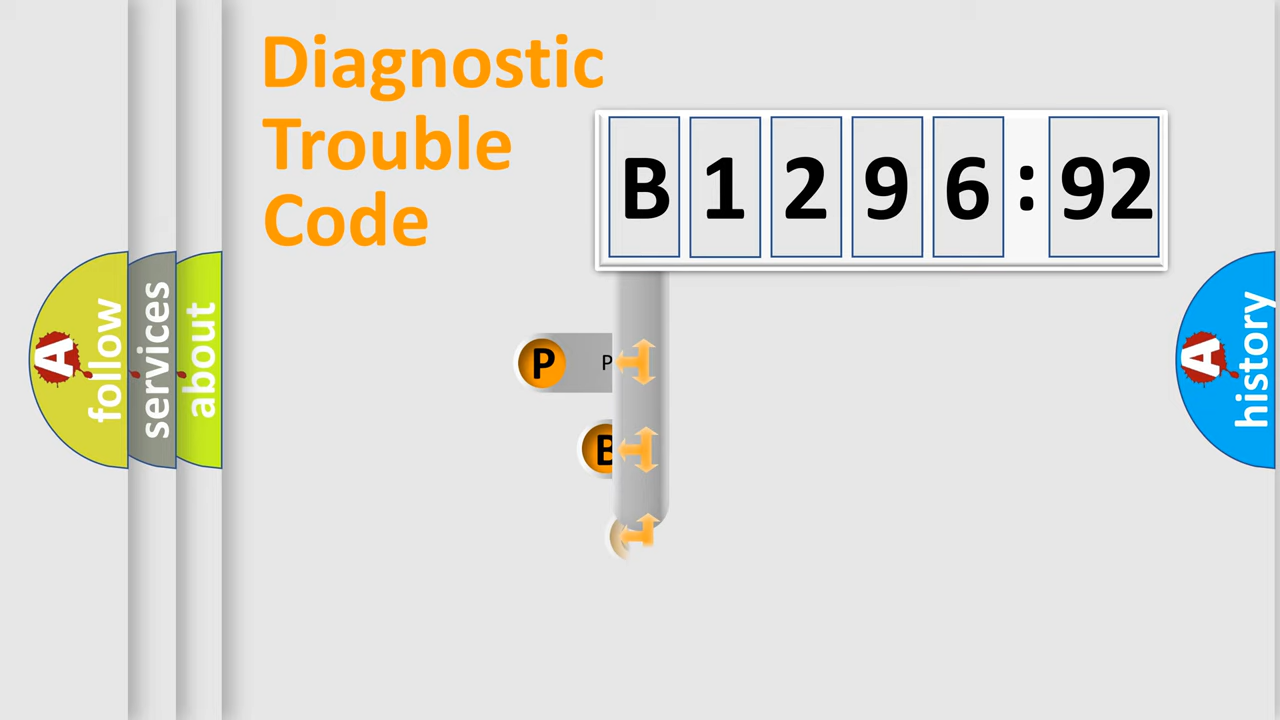 Diagnostic
Trouble
Code
B 1 2 9 6 : 92
P P
B
A follow
services
about
A history